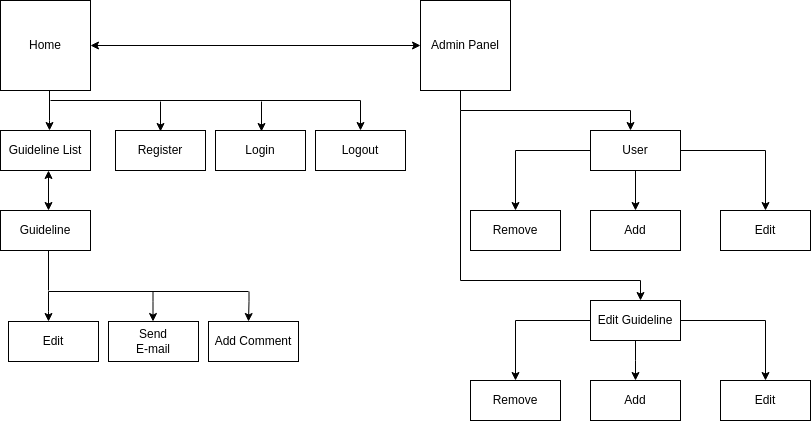 Home
Admin Panel
Guideline List
Register
Login
Logout
User
Guideline
Remove
Add
Edit
Edit Guideline
Edit
Send
E-mail
Add Comment
Remove
Add
Edit